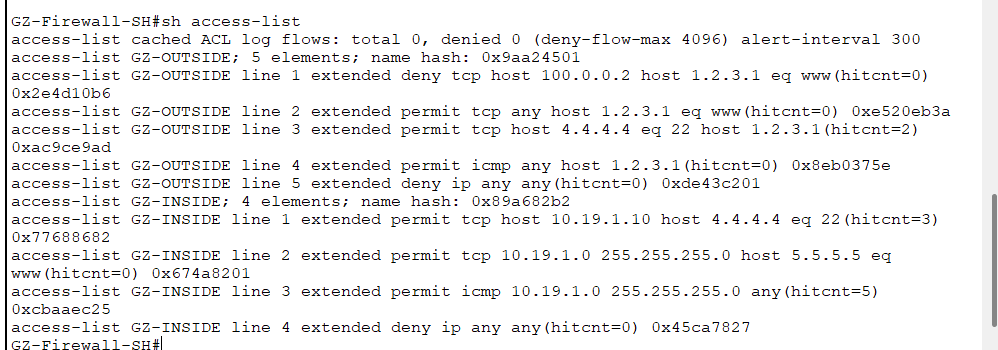 GZ-Firewall-SH#sh access-list
access-list cached ACL log flows: total 0, denied 0 (deny-flow-max 4096) alert-interval 300
access-list GZ-OUTSIDE; 5 elements; name hash: 0x9aa24501
access-list GZ-OUTSIDE line 1 extended deny tcp host 100.0.0.2 host 1.2.3.1 eq www(hitcnt=0)
0x2e4d10b6
access-list GZ-OUTSIDE line 2 extended permit tcp any host 1.2.3.1 eq www(hitcnt=0) 0xe520eb3a
access-list GZ-OUTSIDE line 3 extended permit tcp host 4.4.4.4 eq 22 host 1.2.3.1(hitcnt=2)
0xac9ce9ad
access-list GZ-OUTSIDE line 4 extended permit icmp any host 1.2.3.1(hitcnt=0) 0x8eb0375e
access-list GZ-OUTSIDE line 5 extended deny ip any any(hitcnt=0) 0xde43c201
access-list GZ-INSIDE; 4 elements; name hash: 0x89a682b2
access-list GZ-INSIDE line 1 extended permit tcp host 10.19.1.10 host 4.4.4.4 eq 22(hitcnt=3)
0x77688682
access-list GZ-INSIDE line 2 extended permit tcp 10.19.1.0 255.255.255.0 host 5.5.5.5 eq
www(hitcnt=0) 0x674a8201
access-list GZ-INSIDE line 3 extended permit icmp 10.19.1.0 255.255.255.0 any(hitcnt=5)
0xcbaaec25
access-list GZ-INSIDE line 4 extended deny ip any any(hitcnt=0) 0x45ca7827
GZ-Firewall-SH#